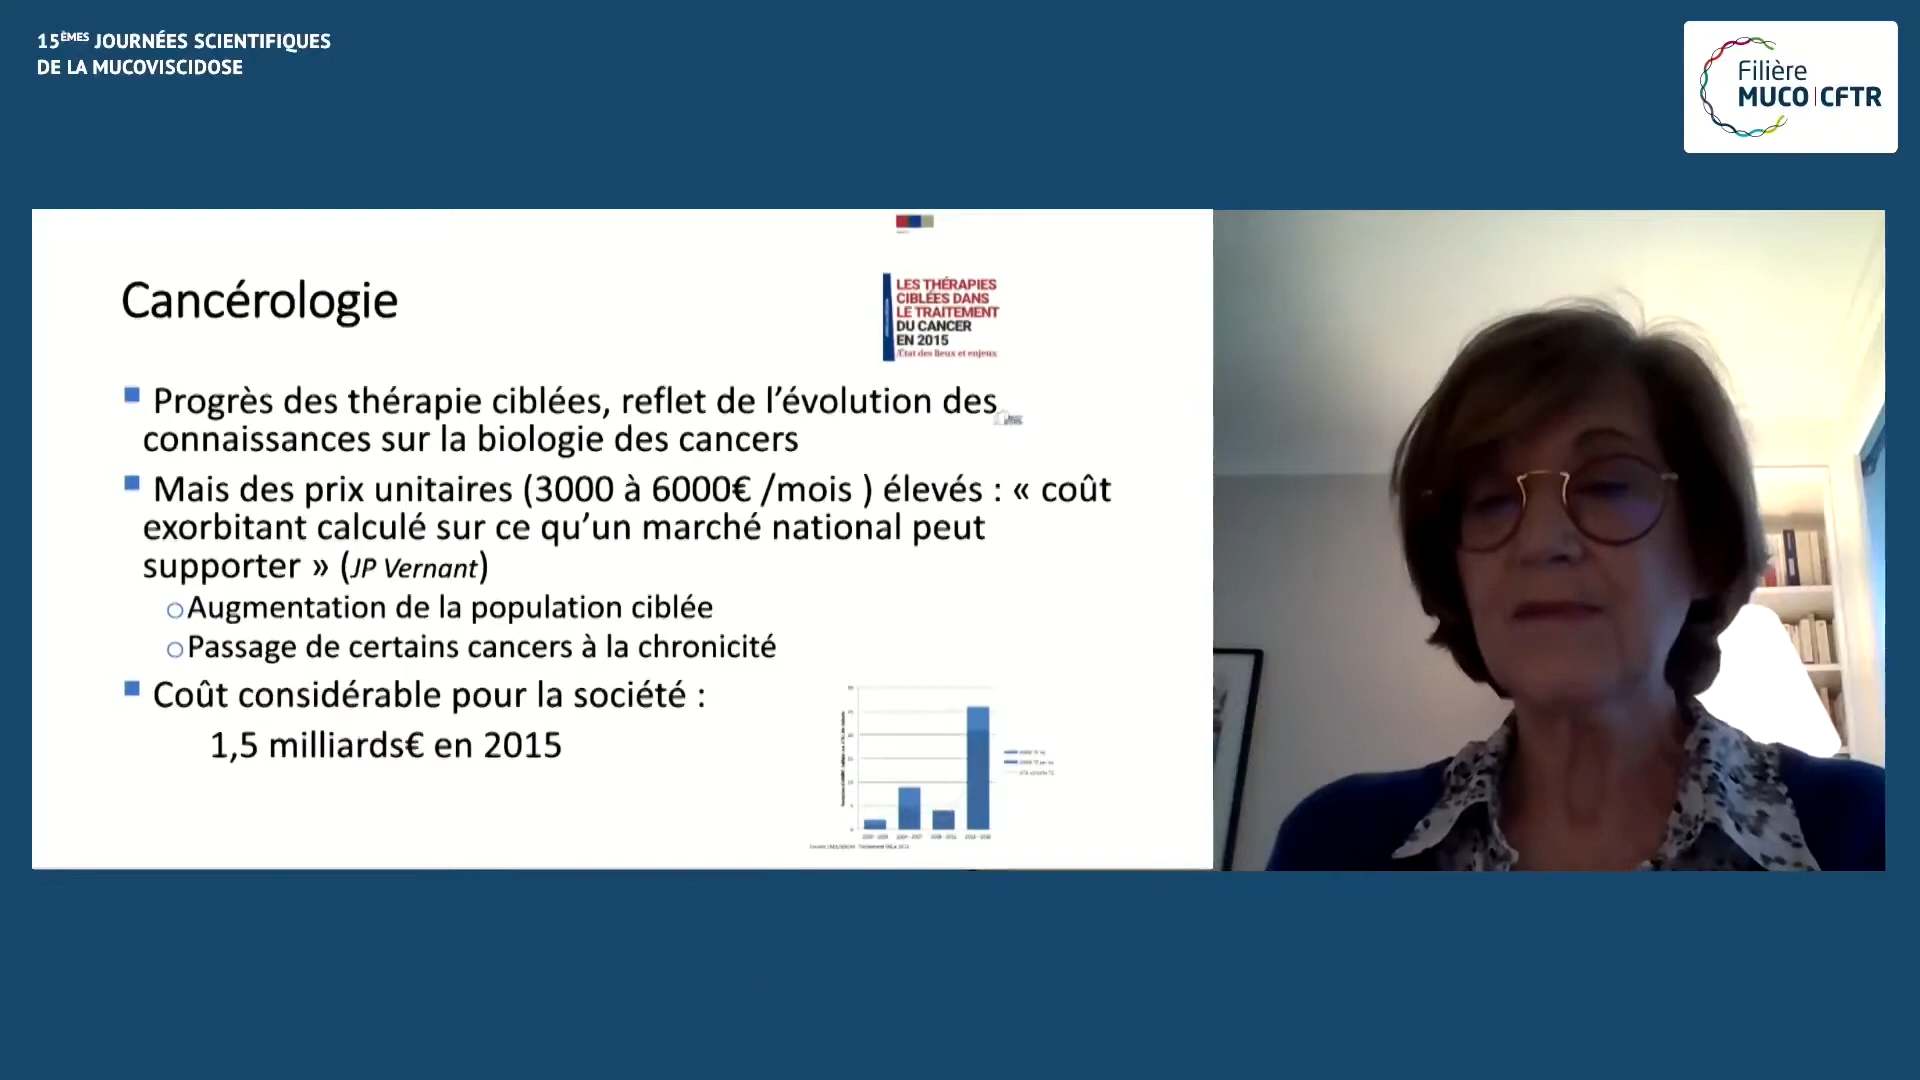 15ÈMES JOURNÉES SCIENTIFIQUES
DE LA MUCOVISCIDOSE
Filière
MUCO|CFTR
Cancérologie
LES THÉRAPIES
CIBLÉES DANS
LE TRAITEMENT
DU CANCER
EN 2015
/État des lieux et enjeux
Progrès des thérapie ciblées, reflet de l’évolution des
connaissances sur la biologie des cancers
Mais des prix unitaires (3000 à 6000€ /mois ) élevés : « coût
exorbitant calculé sur ce qu’un marché national peut
supporter » (JP Vernant)
Augmentation de la population ciblée
Passage de certains cancers à la chronicité
Coût considérable pour la société :
1,5 milliards€ en 2015